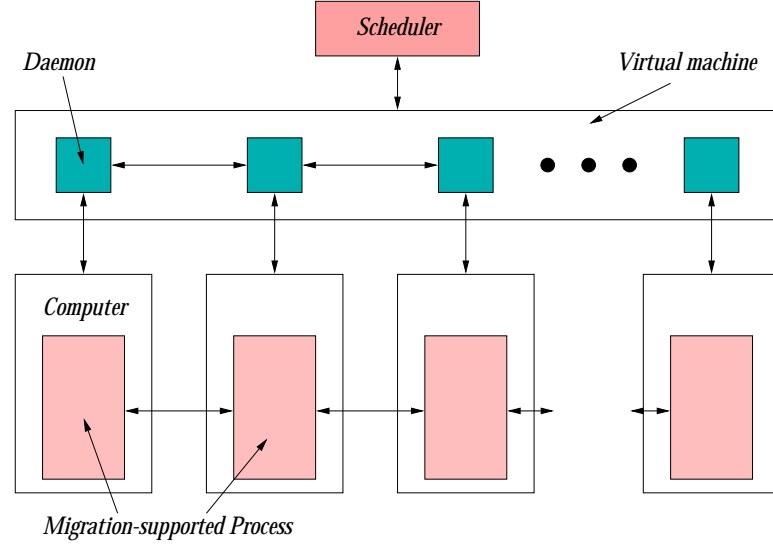 Scheduler
Daemon
Virtual machine
Computer
Migration-supported Process